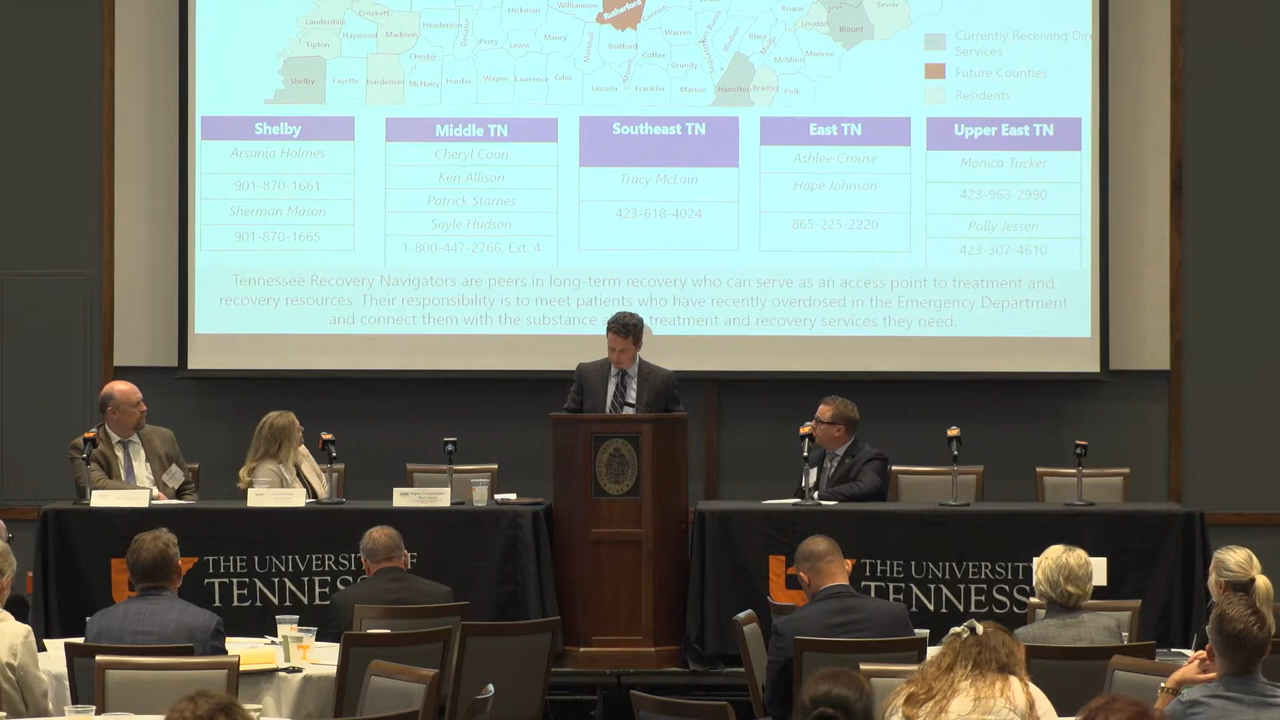 Crockett
Hickman
Williamson
Rutherford
Cannon
Roane
Sevier
Lauderdale
Haywood
Madison
Henderson
Perry
Lewis
Maury
Marshall
Bedford
Coffee
Warren
Rhea
Loudon
Blount
Tipton
Chester
Grundy
McMinn
Monroe
Shelby
Fayette
Hardeman
McNairy
Hardin
Wayne
Lawrence
Giles
Lincoln
Franklin
Marion
Hamilton
Bradley
Polk
Currently Receiving Dire
Services
Future Counties
Residents
Shelby
Arsania Holmes
901-870-1661
Sherman Mason
901-870-1665
Middle TN
Cheryl Coon
Ken Allison
Patrick Starnes
Sayle Hudson
1-800-447-2766, Ext. 4
Southeast TN
Tracy McLain
423-618-4024
East TN
Ashlee Crouse
Hope Johnson
865-225-2220
Upper East TN
Monica Tucker
423-963-2990
Polly Jessen
423-307-4610
Tennessee Recovery Navigators are peers in long-term recovery who can serve as an access point to treatment and
recovery resources. Their responsibility is to meet patients who have recently overdosed in the Emergency Department
and connect them with the substance treatment and recovery services they need.
THE UNIVERSITY OF
TENNESS
THE UNIVERSITY
TENNESS